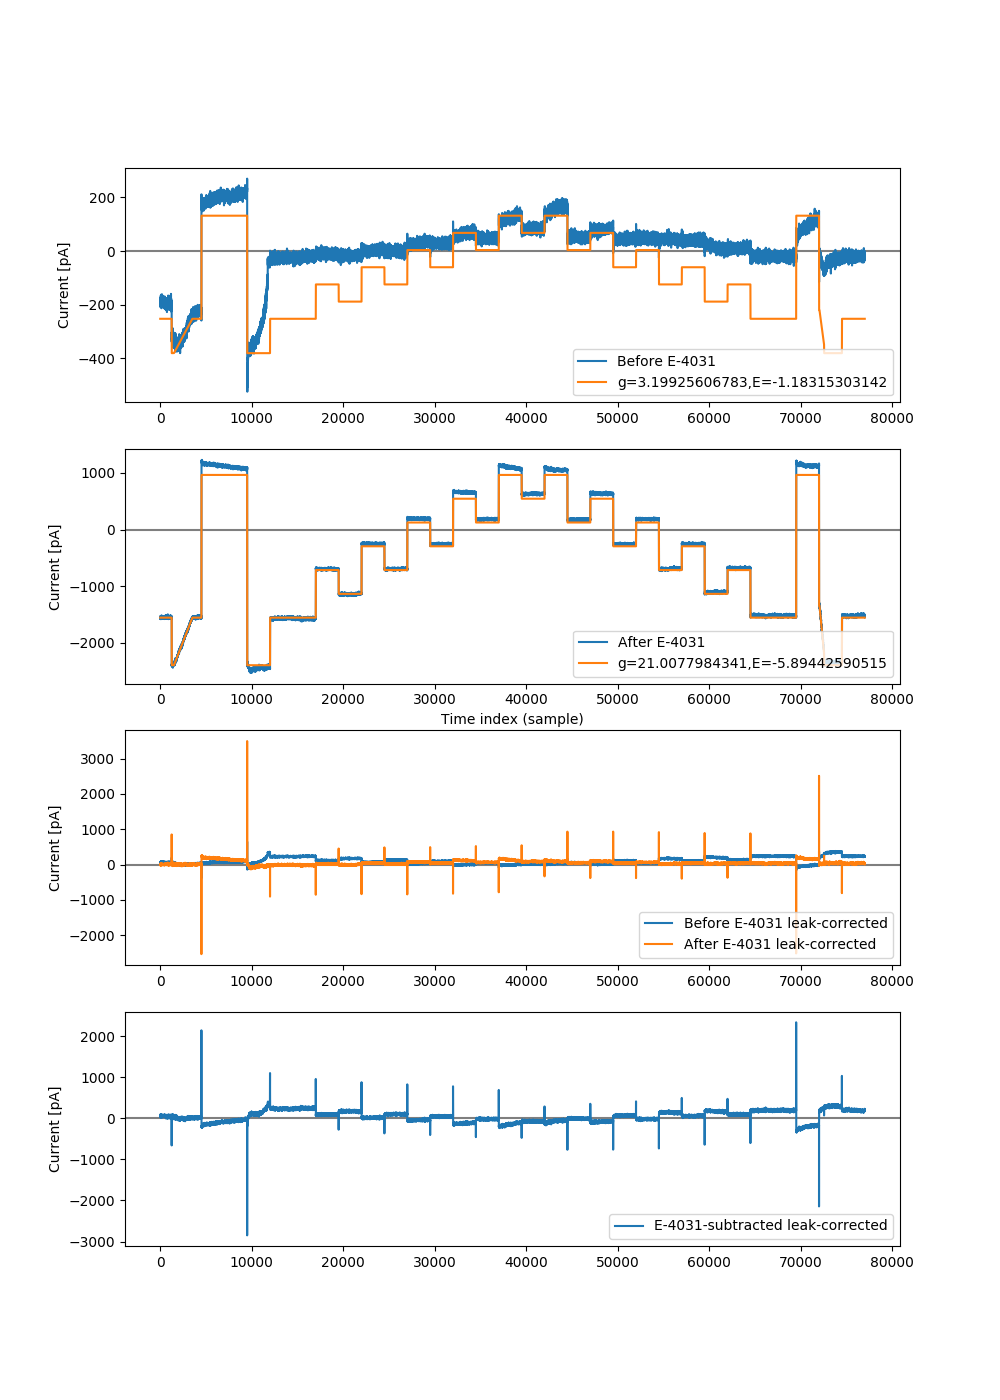 200
0
−200
−400
Current [pA]
Before E-4031
g=3.19925606783,E=-1.18315303142
0 10000 20000 30000 40000 50000 60000 70000 80000
1000
0
−1000
−2000
Current [pA]
After E-4031
g=21.0077984341,E=-5.89442590515
0 10000 20000 30000 40000 50000 60000 70000 80000
Time index (sample)
3000
2000
1000
0
−1000
−2000
Current [pA]
Before E-4031 leak-corrected
After E-4031 leak-corrected
0 10000 20000 30000 40000 50000 60000 70000 80000
2000
1000
0
−1000
−2000
−3000
Current [pA]
E-4031-subtracted leak-corrected
0 10000 20000 30000 40000 50000 60000 70000 80000